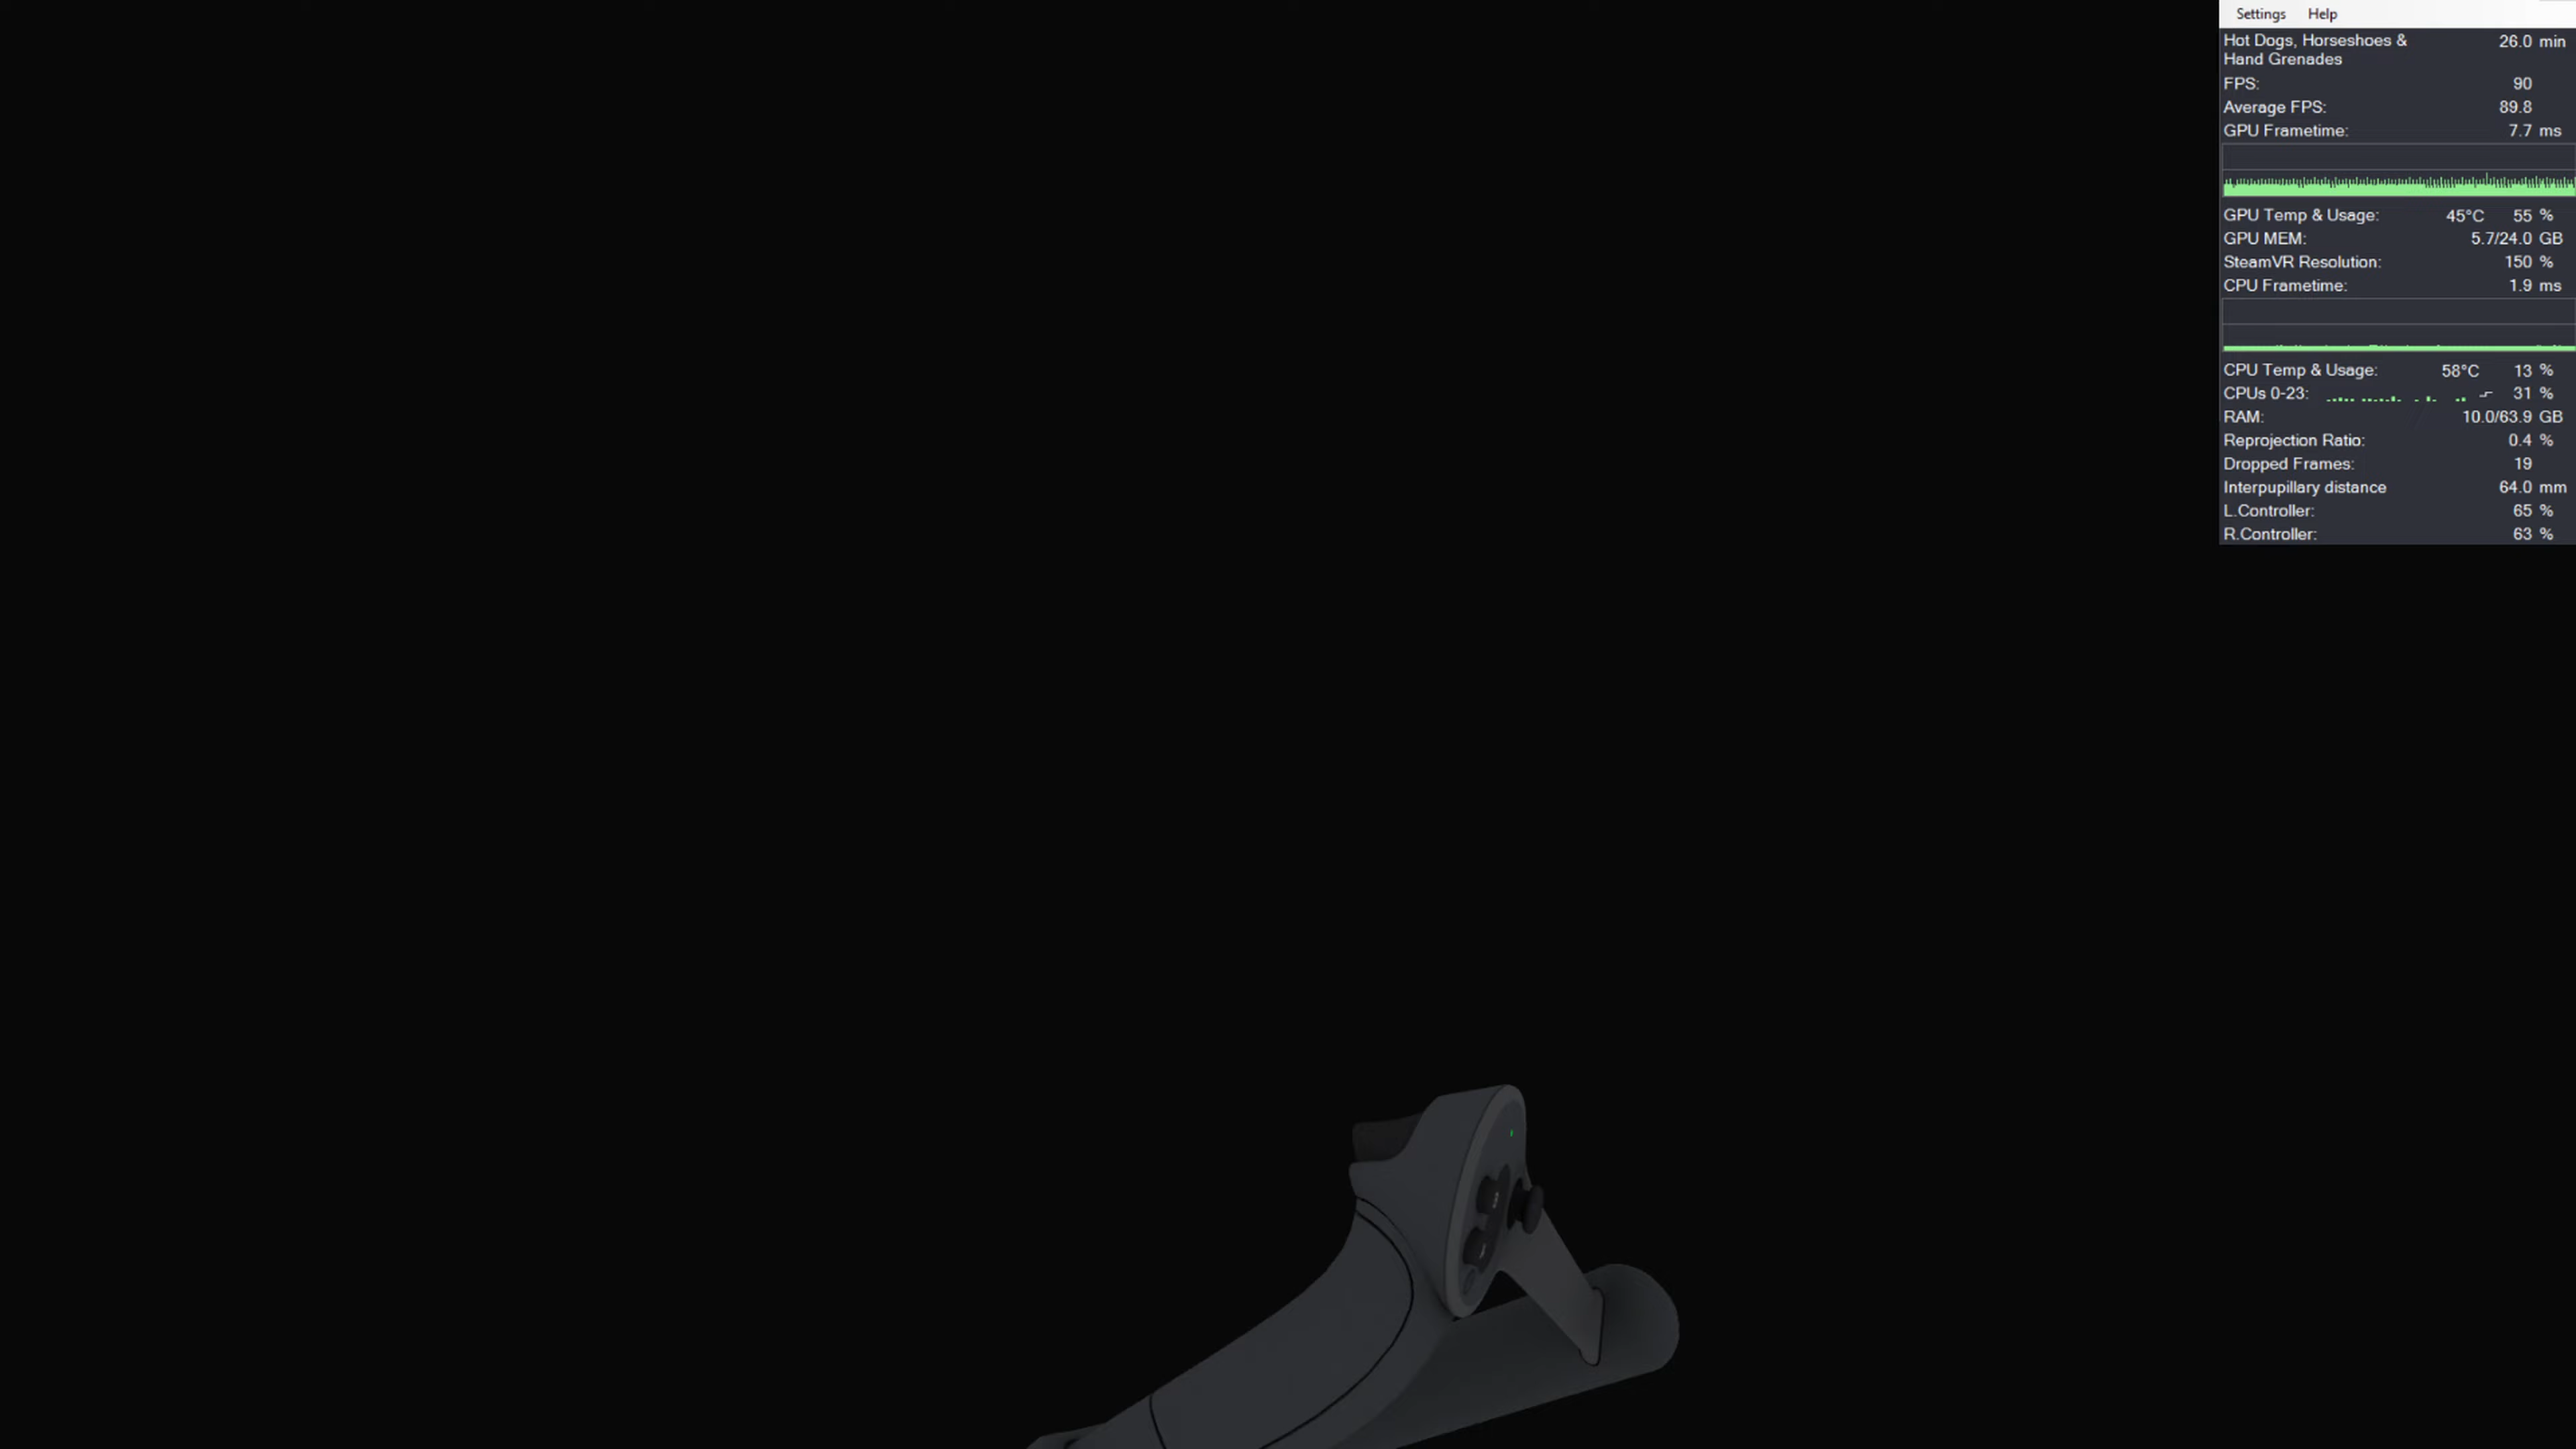 Settings Help
Hot Dogs, Horseshoes & 26.0 min
Hand Grenades
FPS: 90
Average FPS: 89.8
GPU Frametime: 7.7 ms
GPU Temp & Usage: 45°C 55 %
GPU MEM: 5.7/24.0 GB
SteamVR Resolution: 150 %
CPU Frametime: 1.9 ms
CPU Temp & Usage: 58°C 13 %
CPUs 0-23: 31 %
RAM: 10.0/63.9 GB
Reprojection Ratio: 0.4 %
Dropped Frames: 19
Interpupillary distance 64.0 mm
L.Controller: 65 %
R.Controller: 63 %